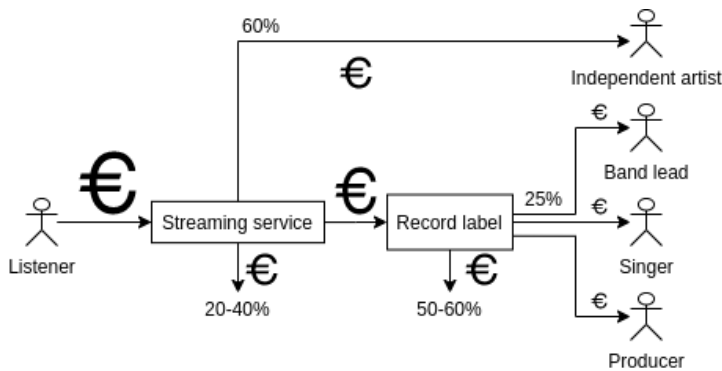 60%
€
Independent artist
€
Band lead
€
€
Streaming service
Record label
25%
€
Listener
Singer
€
€
20-40%
50-60%
€
Producer